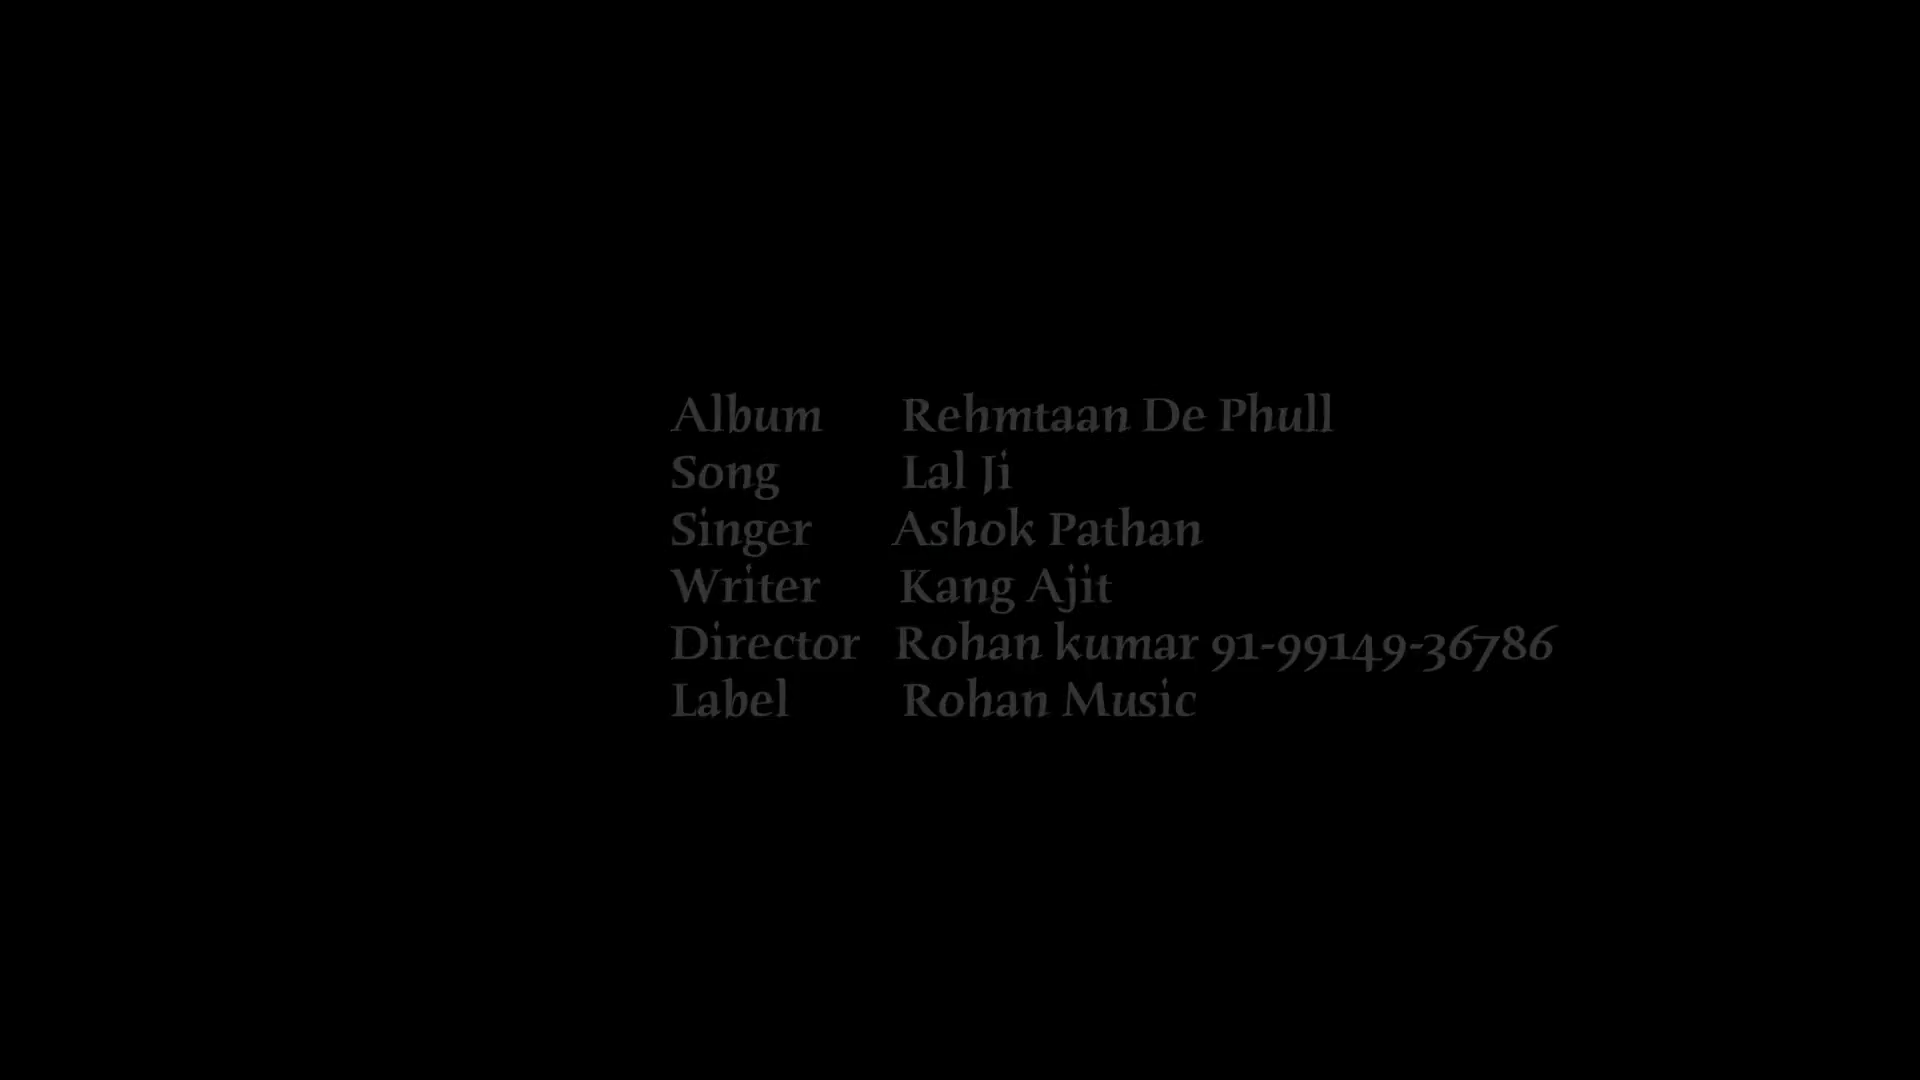 Album Rehmtaan De Phull
Song Lal Ji
Singer Ashok Pathan
Writer Kang Ajit
Director Rohan kumar 91-99149-36786
Label Rohan Music